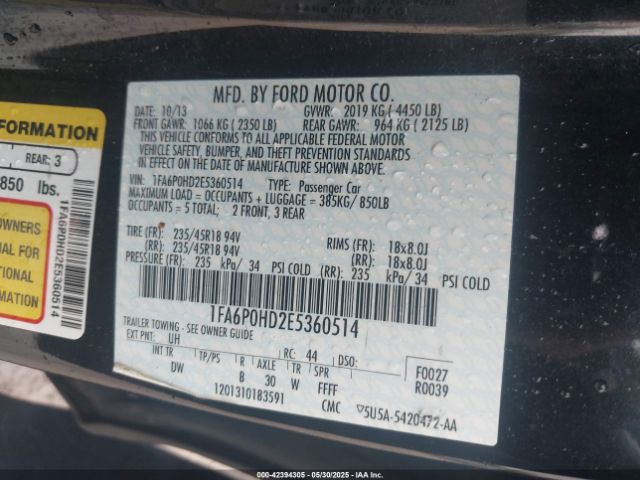 MFD. BY FORD MOTOR CO.
DATE: 10/13 GVWR: 2019 KG ( 4450 LB)
FRONT GAWR: 1066 KG ( 2350 LB) REAR GAWR: 964 KG ( 2125 LB)
THIS VEHICLE CONFORMS TO ALL APPLICABLE FEDERAL MOTOR
VEHICLE SAFETY, BUMPER, AND THEFT PREVENTION STANDARDS
IN EFFECT ON THE DATE OF MANUFACTURE SHOWN ABOVE.
VIN: 1FA6P0HD2E5360514 TYPE: Passenger Car
MAXIMUM LOAD = OCCUPANTS + LUGGAGE = 385KG/ 850LB
OCCUPANTS = 5 TOTAL: 2 FRONT, 3 REAR
TIRE (FR): 235/45R18 94V RIMS (FR): 18x8.0J
(RR): 235/45R18 94V (RR): 18x8.0J
PRESSURE (FR): 235 kPa/ 34 PSI COLD (RR): 235 kPa/ 34 PSI COLD
1FA6P0HD2E5360514
TRAILER TOWING - SEE OWNER GUIDE
EXT PNT: UH RC: 44 DSO: F0027
INT TR TP/PS R AXLE TR SPR R0039
DW B 30 W FFFF
1201310183591 CMC ▽5U5A-5420472-AA
FORMATION
REAR: 3
850 lbs.
1FA6P0HD2E5360514
OWNERS
UAL FOR
TIONAL
MATION
000-42394305 - 05/30/2025 - IAAI.COM